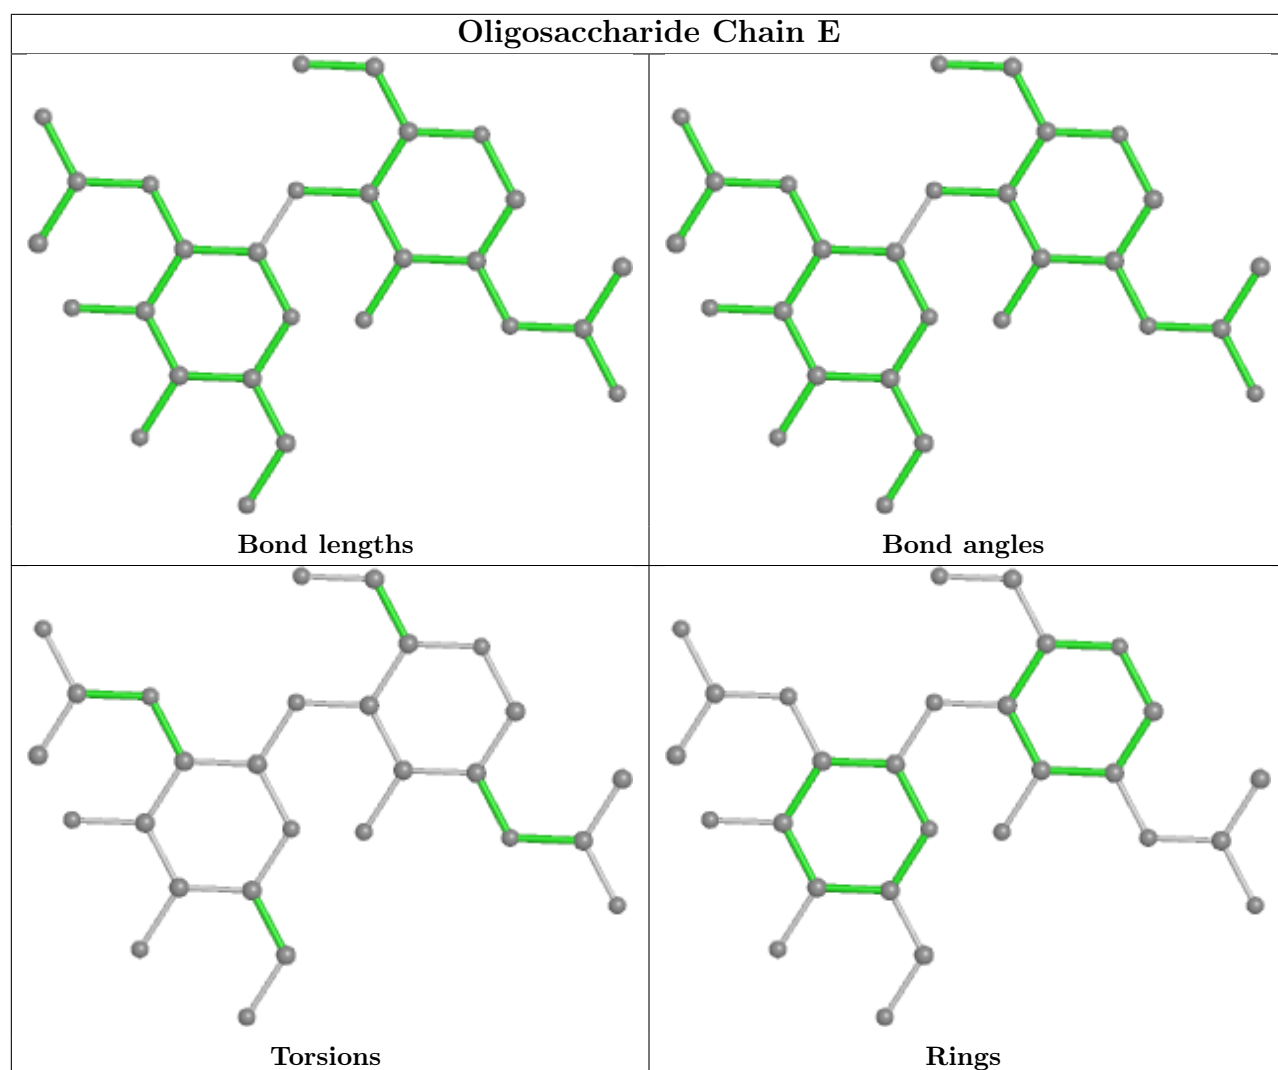 Oligosaccharide Chain E
Bond lengths
Bond angles
Torsions
Rings